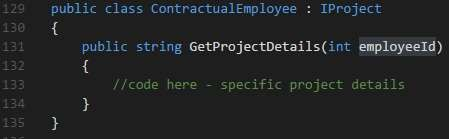 129 public class ContractualEmployee : IProject
130 {
131 public string GetProjectDetails(int employeeId)
132 {
133 //code here - specific project details
134 }
135 }